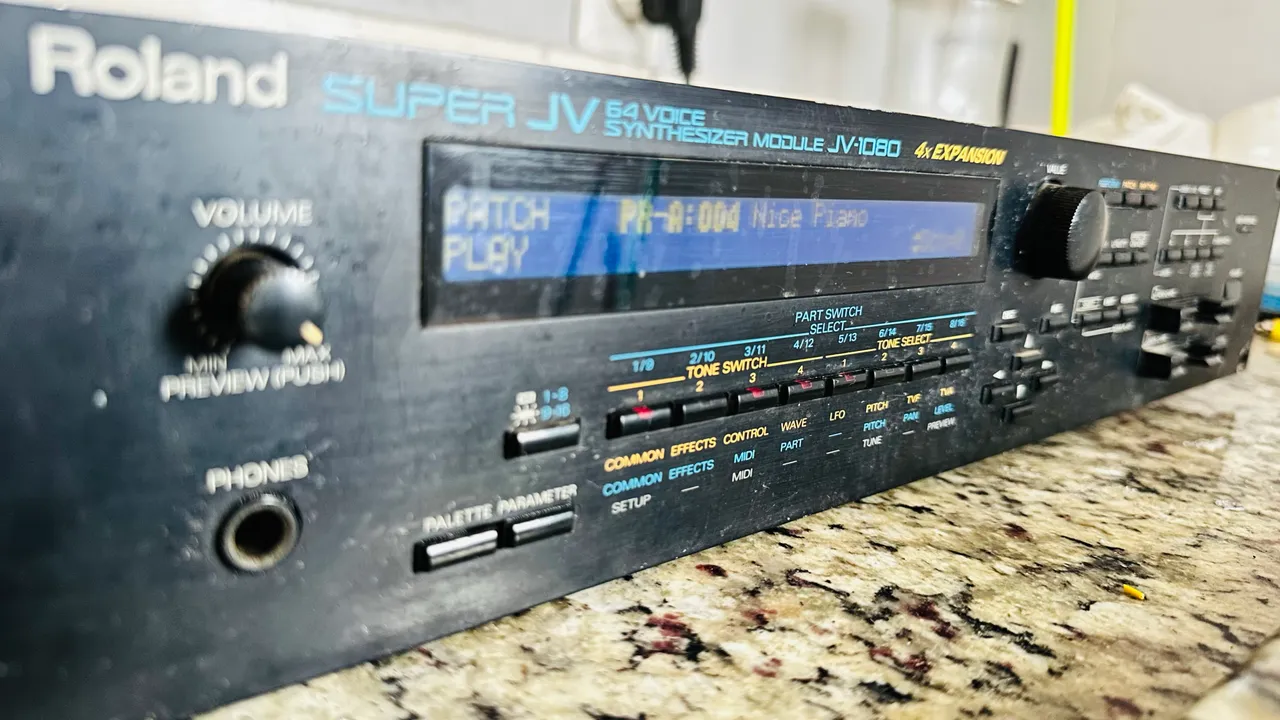 Roland
SUPER JV 64 VOICE
SYNTHESIZER MODULE JV-1080 4x EXPANSION
VOLUME
MIN MAX
PREVIEW (PUSH)
PHONES
PATCH PR-A:004 Nice Piano
PLAY
VALUE
PART SWITCH
SELECT
1/9 2/10 3/11 4/12 5/13 6/14 7/15 8/16
TONE SWITCH TONE SELECT
1 2 3 4 1 2 3 4
1-8
9-16
COMMON EFFECTS CONTROL WAVE LFO PITCH TVF TVA
COMMON EFFECTS MIDI PART — PITCH PAN LEVEL
SETUP — MIDI — — TUNE — PREVIEW
PALETTE PARAMETER